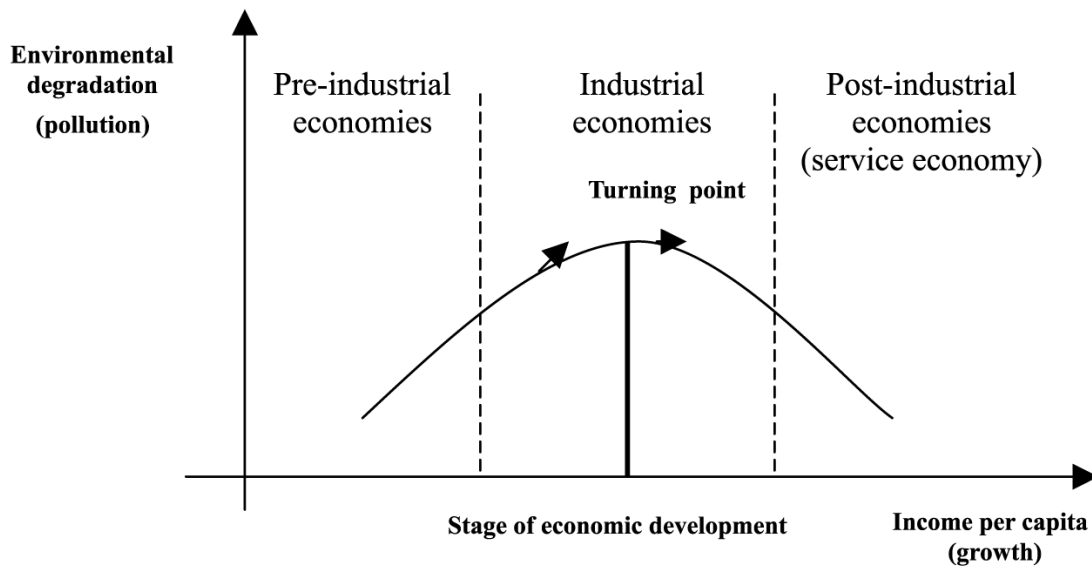 Environmental
degradation
(pollution)
Pre-industrial
economies
Industrial
economies
Post-industrial
economies
(service economy)
Turning point
Stage of economic development
Income per capita
(growth)